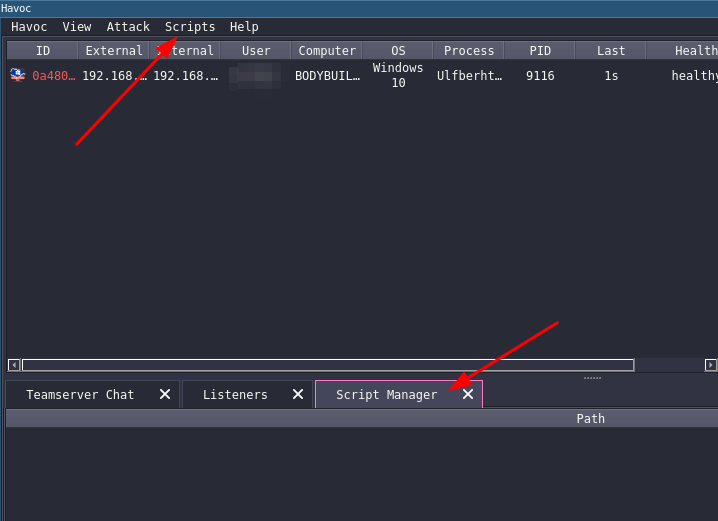 Havoc
Havoc View Attack Scripts Help
ID External Internal User Computer OS Process PID Last Health
0a480… 192.168.… 192.168.… BODYBUIL… Windows 10 Ulfberht… 9116 1s healthy
Teamserver Chat Listeners Script Manager
Path